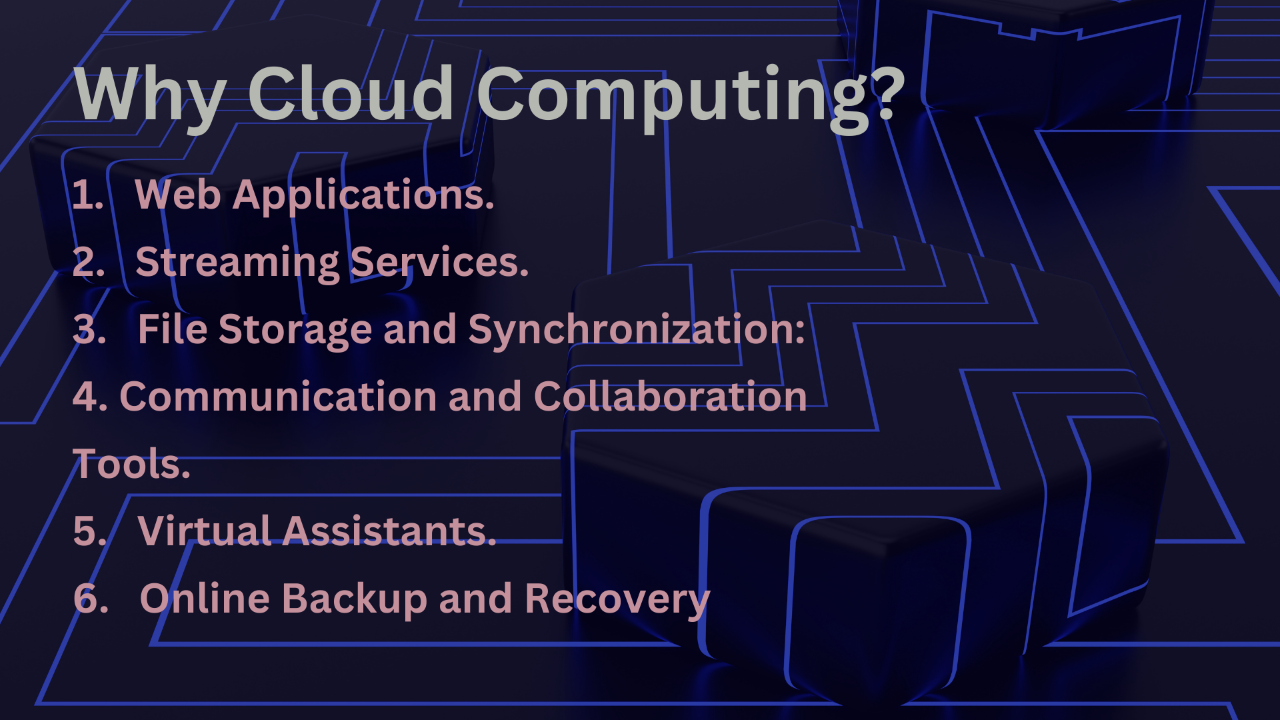 Why Cloud Computing?
1. Web Applications.
2. Streaming Services.
3. File Storage and Synchronization:
4. Communication and Collaboration
Tools.
5. Virtual Assistants.
6. Online Backup and Recovery